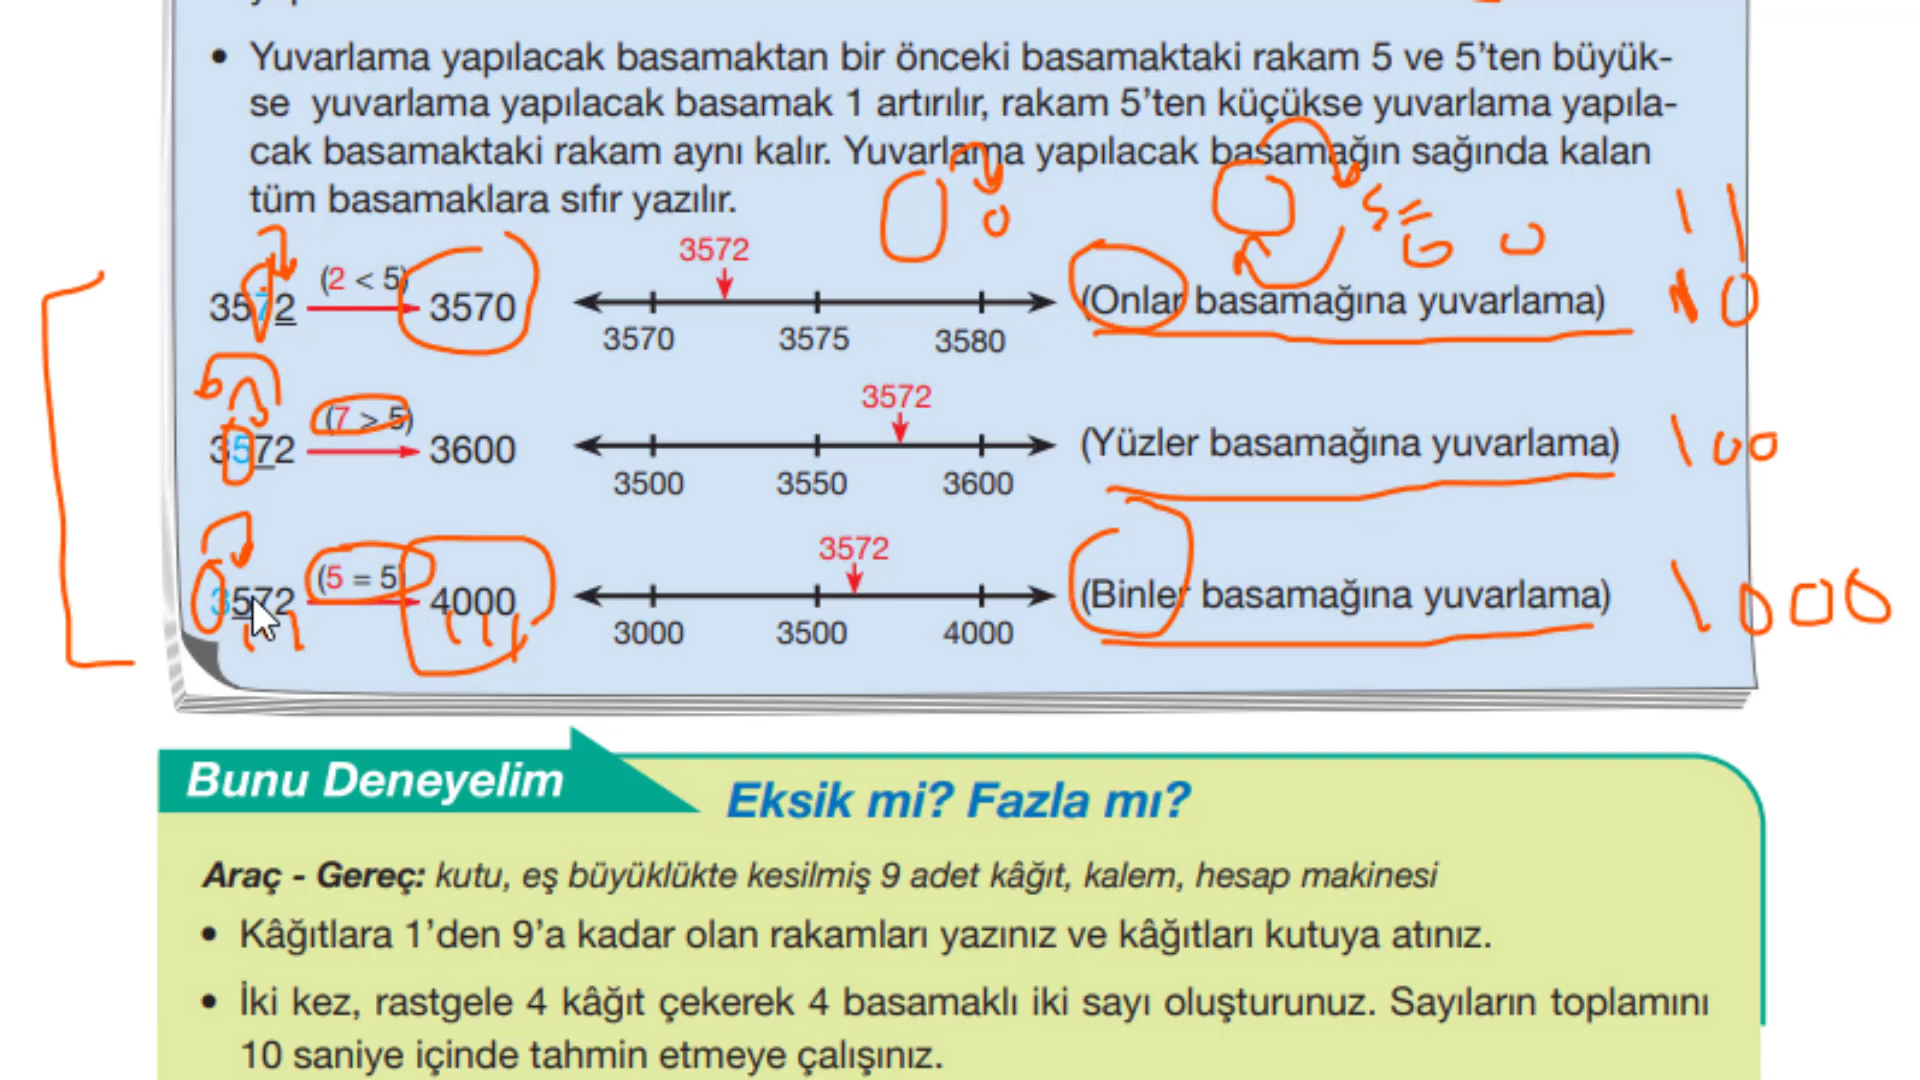 • Yuvarlama yapılacak basamaktan bir önceki basamaktaki rakam 5 ve 5’ten büyük-
se yuvarlama yapılacak basamak 1 artırılır, rakam 5’ten küçükse yuvarlama yapıla-
cak basamaktaki rakam aynı kalır. Yuvarlama yapılacak basamağın sağında kalan
tüm basamaklara sıfır yazılır.
0 5 0
3572
3572 (2 < 5) 3570 (Onlar basamağına yuvarlama) 10
3570 3575 3580
3572
3572 (7 > 5) 3600 (Yüzler basamağına yuvarlama) 100
3500 3550 3600
3572
3572 (5 = 5) 4000 (Binler basamağına yuvarlama) 1000
3000 3500 4000
Bunu Deneyelim
Eksik mi? Fazla mı?
Araç - Gereç: kutu, eş büyüklükte kesilmiş 9 adet kâğıt, kalem, hesap makinesi
• Kâğıtlara 1’den 9’a kadar olan rakamları yazınız ve kâğıtları kutuya atınız.
• İki kez, rastgele 4 kâğıt çekerek 4 basamaklı iki sayı oluşturunuz. Sayıların toplamını
10 saniye içinde tahmin etmeye çalışınız.